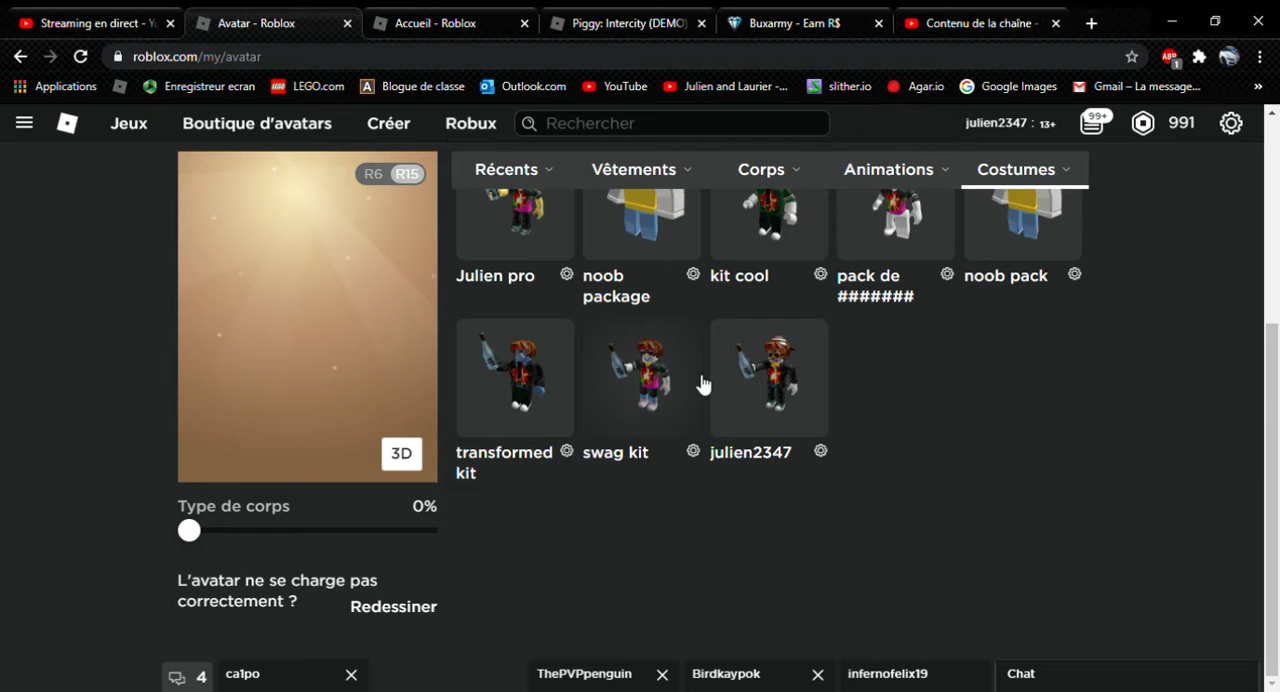 Streaming en direct - Yo
Avatar - Roblox
Accueil - Roblox
Piggy: Intercity (DEMO)
Buxarmy - Earn R$
Contenu de la chaîne -
roblox.com/my/avatar
ABP
1
Applications
Enregistreur ecran
LEGO.com
Blogue de classe
Outlook.com
YouTube
Julien and Laurier -...
slither.io
Agar.io
Google Images
Gmail – La message...
Jeux
Boutique d'avatars
Créer
Robux
Rechercher
julien2347 : 13+
99+
991
R6 R15
Récents
Vêtements
Corps
Animations
Costumes
Julien pro
noob
package
kit cool
pack de
#######
noob pack
3D
transformed
kit
swag kit
julien2347
Type de corps
0%
L'avatar ne se charge pas
correctement ?
Redessiner
4
ca1po
ThePVPpenguin
Birdkaypok
infernofelix19
Chat